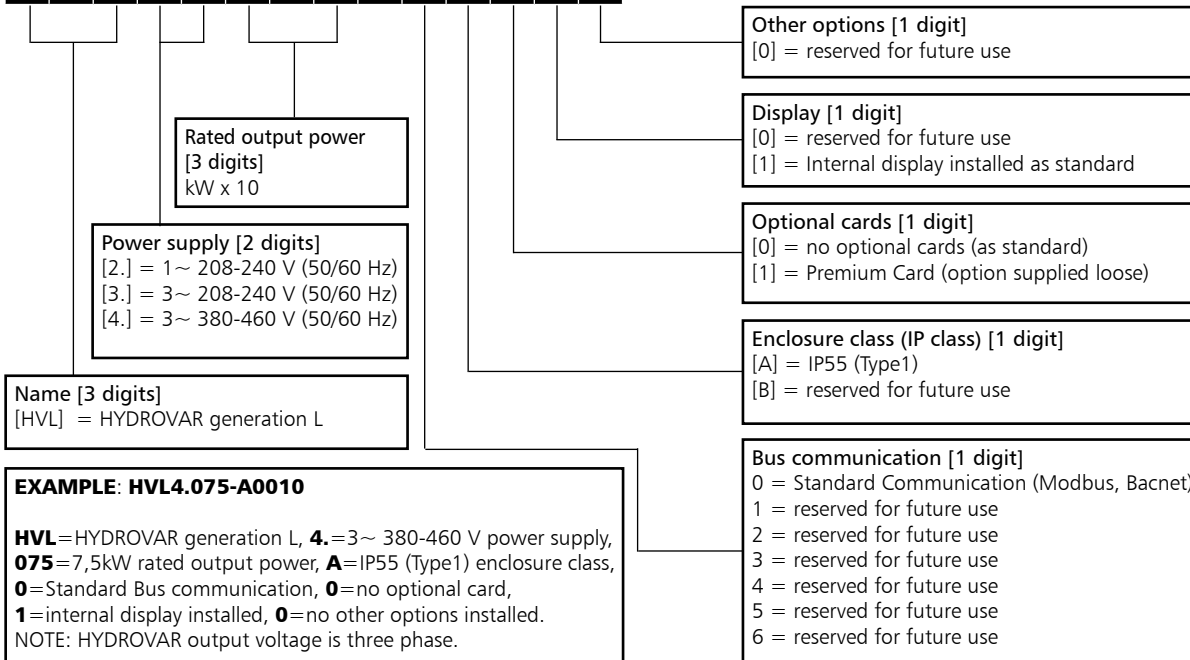 Other options [1 digit]
[0] = reserved for future use
Display [1 digit]
[0] = reserved for future use
[1] = Internal display installed as standard
Rated output power
[3 digits]
kW x 10
Optional cards [1 digit]
[0] = no optional cards (as standard)
[1] = Premium Card (option supplied loose)
Power supply [2 digits]
[2.] = 1~ 208-240 V (50/60 Hz)
[3.] = 3~ 208-240 V (50/60 Hz)
[4.] = 3~ 380-460 V (50/60 Hz)
Enclosure class (IP class) [1 digit]
[A] = IP55 (Type1)
[B] = reserved for future use
Name [3 digits]
[HVL] = HYDROVAR generation L
Bus communication [1 digit]
0 = Standard Communication (Modbus, Bacnet)
1 = reserved for future use
2 = reserved for future use
3 = reserved for future use
4 = reserved for future use
5 = reserved for future use
6 = reserved for future use
EXAMPLE: HVL4.075-A0010
HVL=HYDROVAR generation L, 4.=3~ 380-460 V power supply,
075=7,5kW rated output power, A=IP55 (Type1) enclosure class,
0=Standard Bus communication, 0=no optional card,
1=internal display installed, 0=no other options installed.
NOTE: HYDROVAR output voltage is three phase.